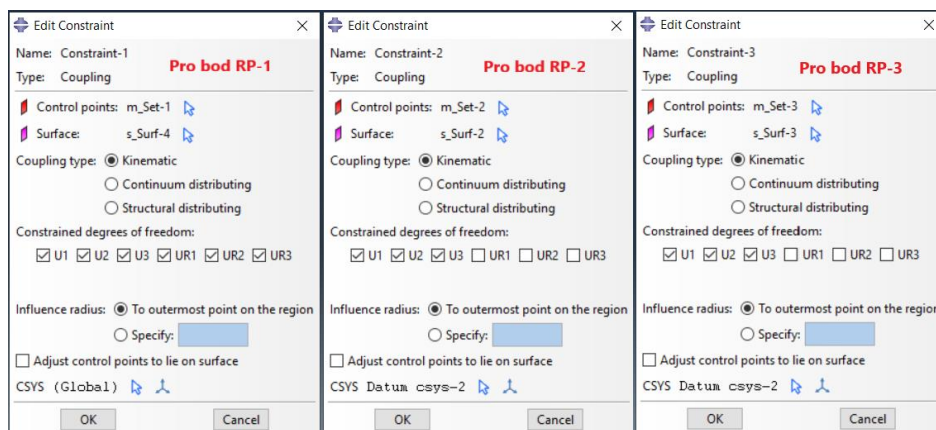 Edit Constraint
Name: Constraint-1
Pro bod RP-1
Type: Coupling
Control points: m_Set-1
Surface: s_Surf-4
Coupling type: Kinematic
Continuum distributing
Structural distributing
Constrained degrees of freedom:
U1 U2 U3 UR1 UR2 UR3
Influence radius: To outermost point on the region
Specify:
Adjust control points to lie on surface
CSYS (Global)
OK Cancel
Edit Constraint
Name: Constraint-2
Pro bod RP-2
Type: Coupling
Control points: m_Set-2
Surface: s_Surf-2
Coupling type: Kinematic
Continuum distributing
Structural distributing
Constrained degrees of freedom:
U1 U2 U3 UR1 UR2 UR3
Influence radius: To outermost point on the region
Specify:
Adjust control points to lie on surface
CSYS Datum csys-2
OK Cancel
Edit Constraint
Name: Constraint-3
Pro bod RP-3
Type: Coupling
Control points: m_Set-3
Surface: s_Surf-3
Coupling type: Kinematic
Continuum distributing
Structural distributing
Constrained degrees of freedom:
U1 U2 U3 UR1 UR2 UR3
Influence radius: To outermost point on the region
Specify:
Adjust control points to lie on surface
CSYS Datum csys-2
OK Cancel